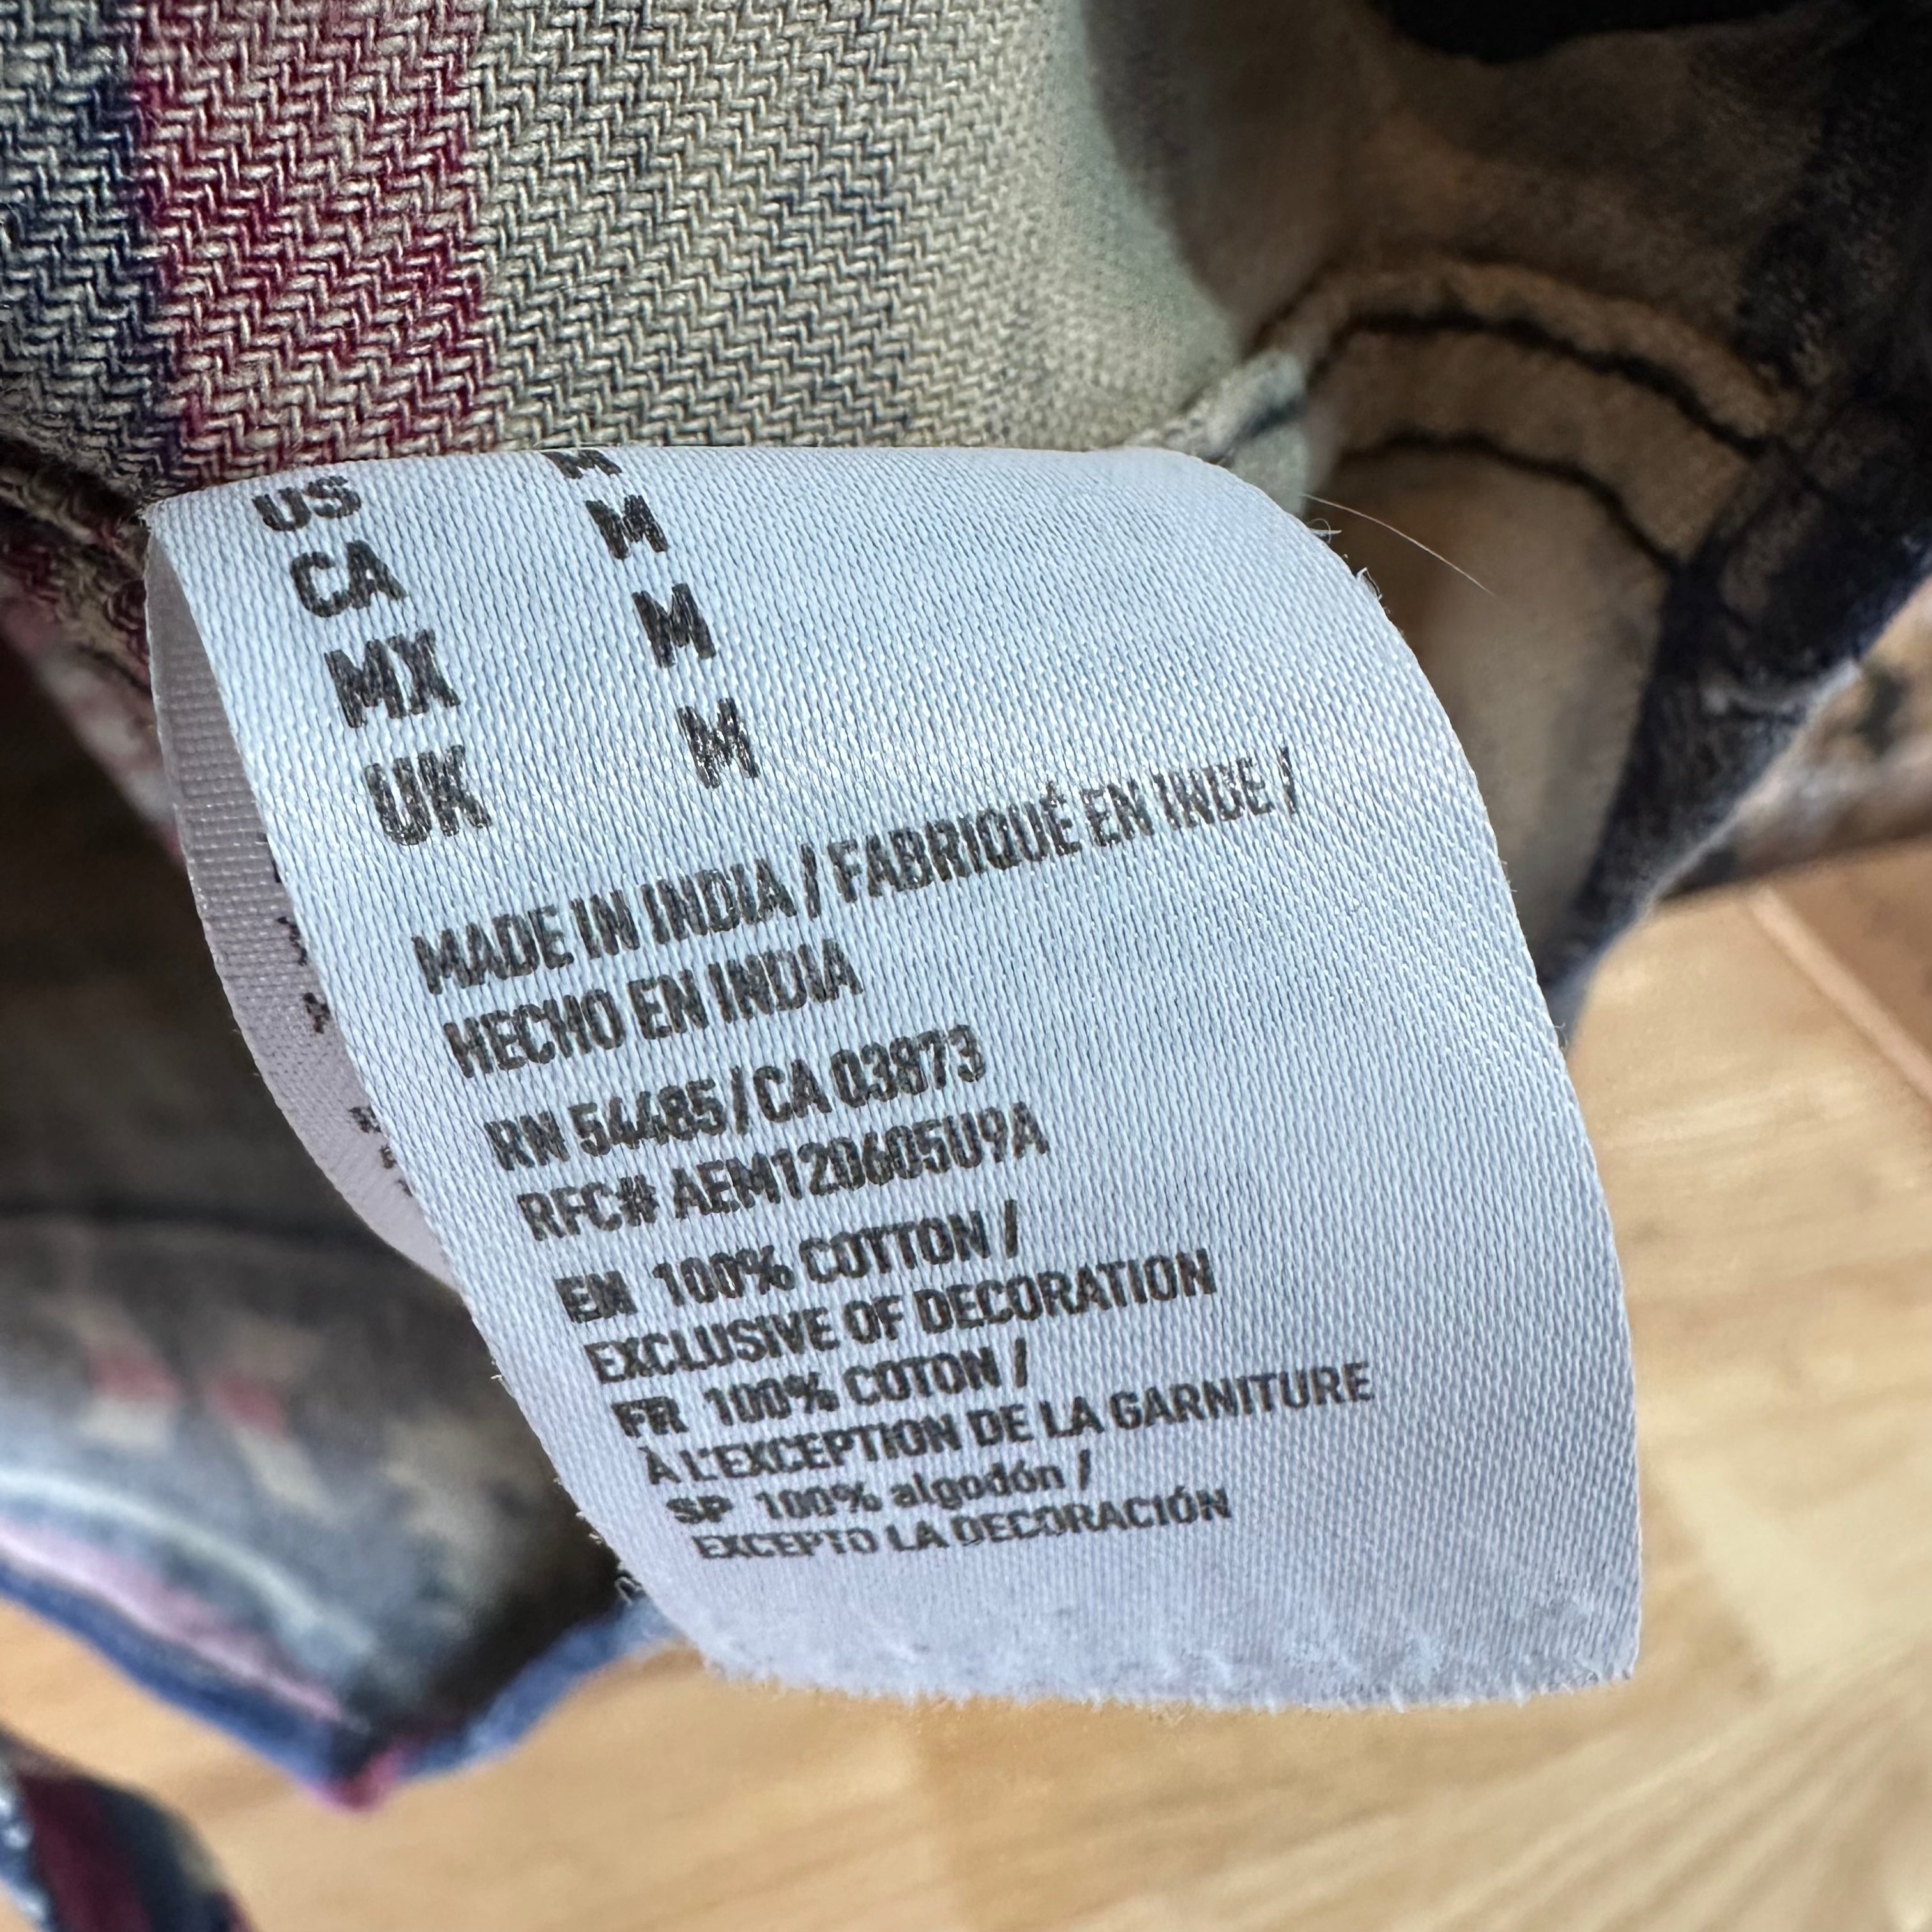 US M
CA M
MX M
UK M
MADE IN INDIA / FABRIQUÉ EN INDE /
HECHO EN INDIA
RN 54485 / CA 03873
RFC# AEM120605U9A
EN 100% COTTON /
EXCLUSIVE OF DECORATION
FR 100% COTON /
À L'EXCEPTION DE LA GARNITURE
SP 100% algodón /
EXCEPTO LA DECORACIÓN